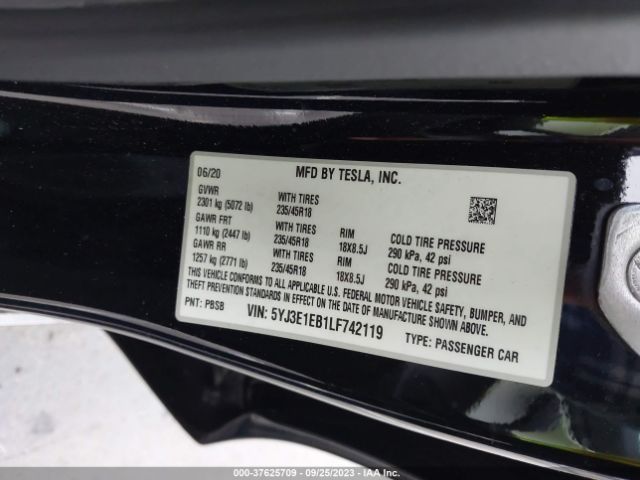 06/20 MFD BY TESLA, INC.
GVWR
2301 kg (5072 lb) WITH TIRES 235/45R18
GAWR FRT
1110 kg (2447 lb) WITH TIRES 235/45R18 RIM 18X8.5J COLD TIRE PRESSURE 290 kPa, 42 psi
GAWR RR
1257 kg (2771 lb) WITH TIRES 235/45R18 RIM 18X8.5J COLD TIRE PRESSURE 290 kPa, 42 psi
THIS VEHICLE CONFORMS TO ALL APPLICABLE U.S. FEDERAL MOTOR VEHICLE SAFETY, BUMPER, AND
THEFT PREVENTION STANDARDS IN EFFECT ON THE DATE OF MANUFACTURE SHOWN ABOVE.
PNT: PBSB VIN: 5YJ3E1EB1LF742119 TYPE: PASSENGER CAR
000-37625709 - 09/25/2023 - IAA Inc.